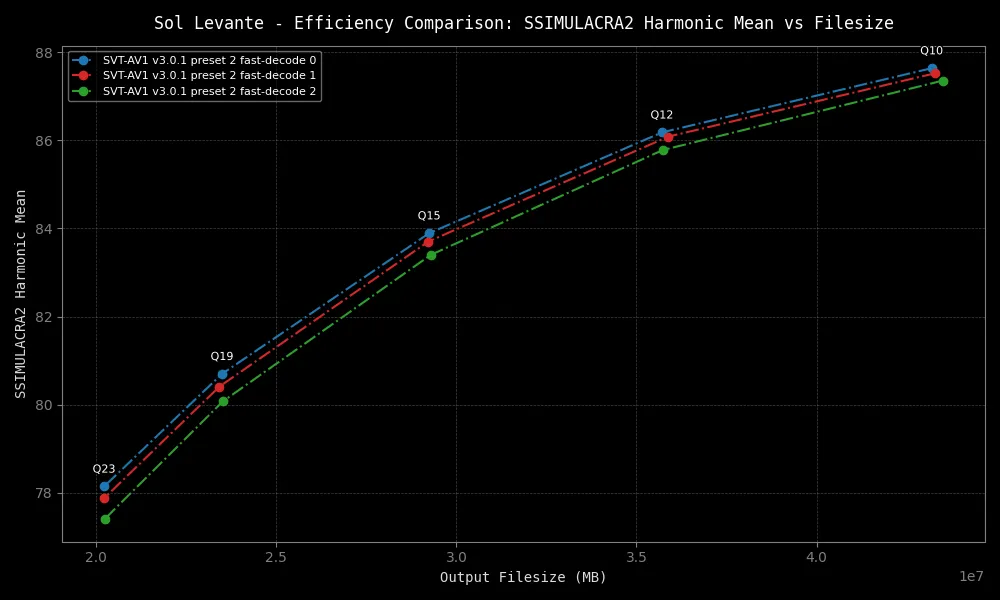 Sol Levante - Efficiency Comparison: SSIMULACRA2 Harmonic Mean vs Filesize
SVT-AV1 v3.0.1 preset 2 fast-decode 0
SVT-AV1 v3.0.1 preset 2 fast-decode 1
SVT-AV1 v3.0.1 preset 2 fast-decode 2
Q10
Q12
Q15
Q19
Q23
88
86
84
82
80
78
SSIMULACRA2 Harmonic Mean
2.0 2.5 3.0 3.5 4.0
1e7
Output Filesize (MB)